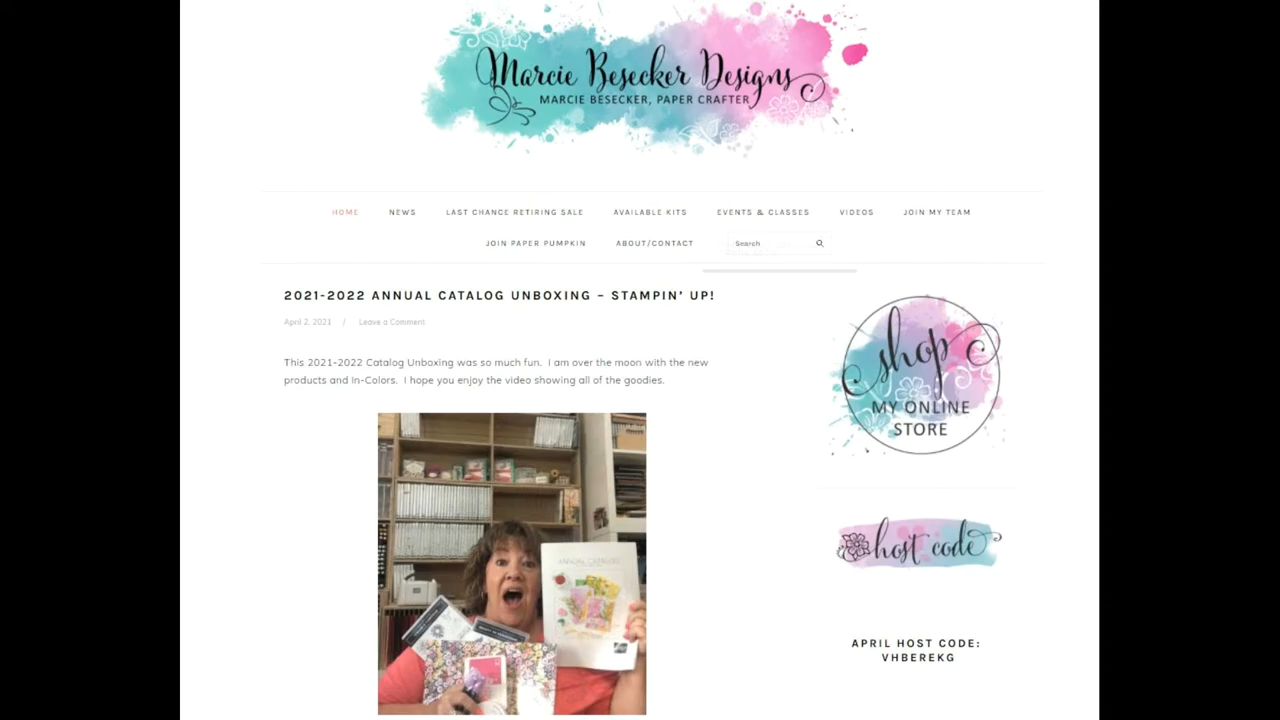 Marcie Besecker Designs
MARCIE BESECKER, PAPER CRAFTER
HOME NEWS LAST CHANCE RETIRING SALE AVAILABLE KITS EVENTS & CLASSES VIDEOS JOIN MY TEAM
JOIN PAPER PUMPKIN ABOUT/CONTACT Search
2021-2022 ANNUAL CATALOG UNBOXING – STAMPIN' UP!
April 2, 2021 / Leave a Comment
This 2021-2022 Catalog Unboxing was so much fun. I am over the moon with the new
products and In-Colors. I hope you enjoy the video showing all of the goodies.
ANNUAL CATALOG
shop
MY ONLINE
STORE
host code
APRIL HOST CODE:
VHBEREKG